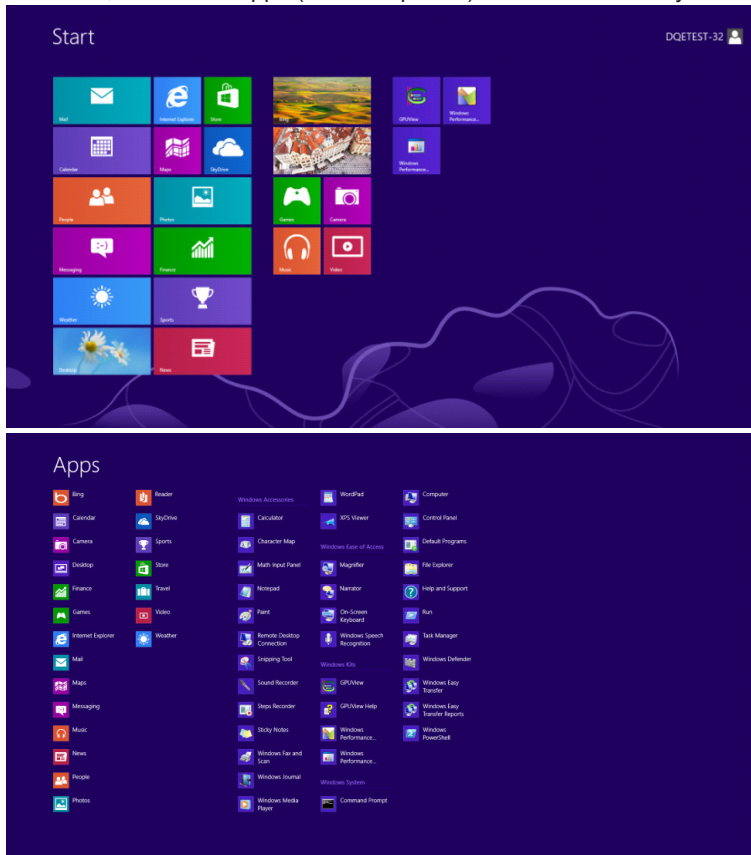 Start
DQETEST-32
Mail
Internet Explorer
Store
Bing
GPUView
Windows
Performance...
Calendar
Maps
SkyDrive
Windows
Performance...
People
Photos
Games
Camera
Messaging
Finance
Music
Video
Weather
Sports
Desktop
News
Apps
Bing
Calendar
Camera
Desktop
Finance
Games
Internet Explorer
Mail
Maps
Messaging
Music
News
People
Photos
Reader
SkyDrive
Sports
Store
Travel
Video
Weather
Windows Accessories
Calculator
Character Map
Math Input Panel
Notepad
Paint
Remote Desktop
Connection
Snipping Tool
Sound Recorder
Steps Recorder
Sticky Notes
Windows Fax and
Scan
Windows Journal
Windows Media
Player
WordPad
XPS Viewer
Windows Ease of Access
Magnifier
Narrator
On-Screen
Keyboard
Windows Speech
Recognition
Windows Kits
GPUView
GPUView Help
Windows
Performance...
Windows
Performance...
Windows System
Command Prompt
Computer
Control Panel
Default Programs
File Explorer
Help and Support
Run
Task Manager
Windows Defender
Windows Easy
Transfer
Windows Easy
Transfer Reports
Windows
PowerShell